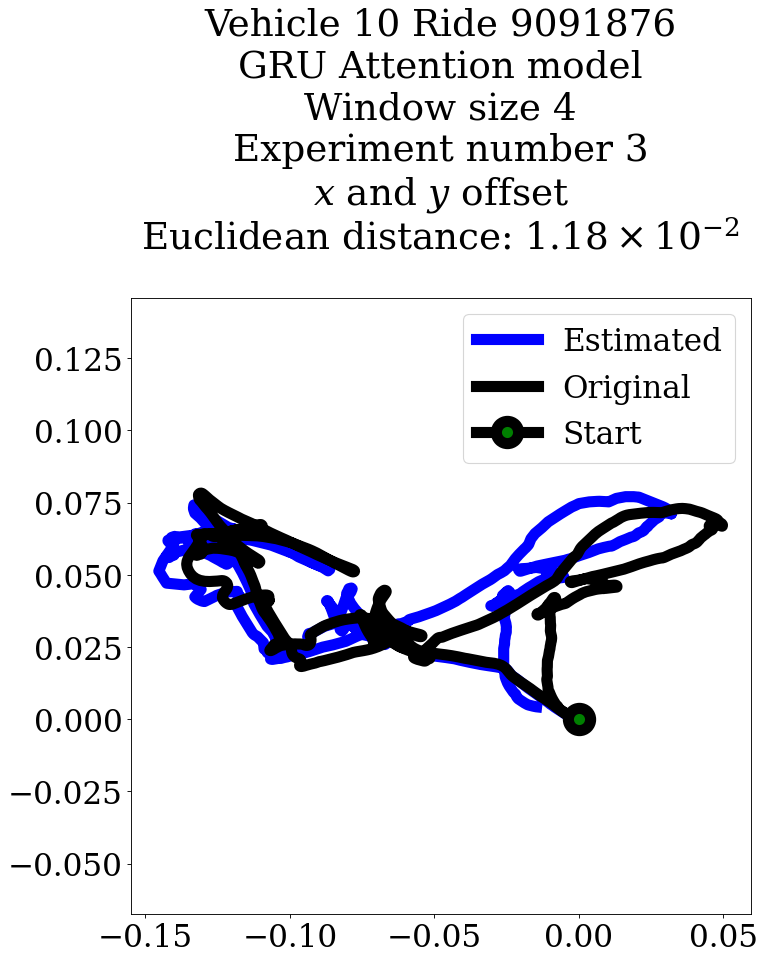 Vehicle 10 Ride 9091876
GRU Attention model
Window size 4
Experiment number 3
x and y offset
Euclidean distance: 1.18 × 10⁻²
Estimated
Original
Start
0.125
0.100
0.075
0.050
0.025
0.000
−0.025
−0.050
−0.15 −0.10 −0.05 0.00 0.05